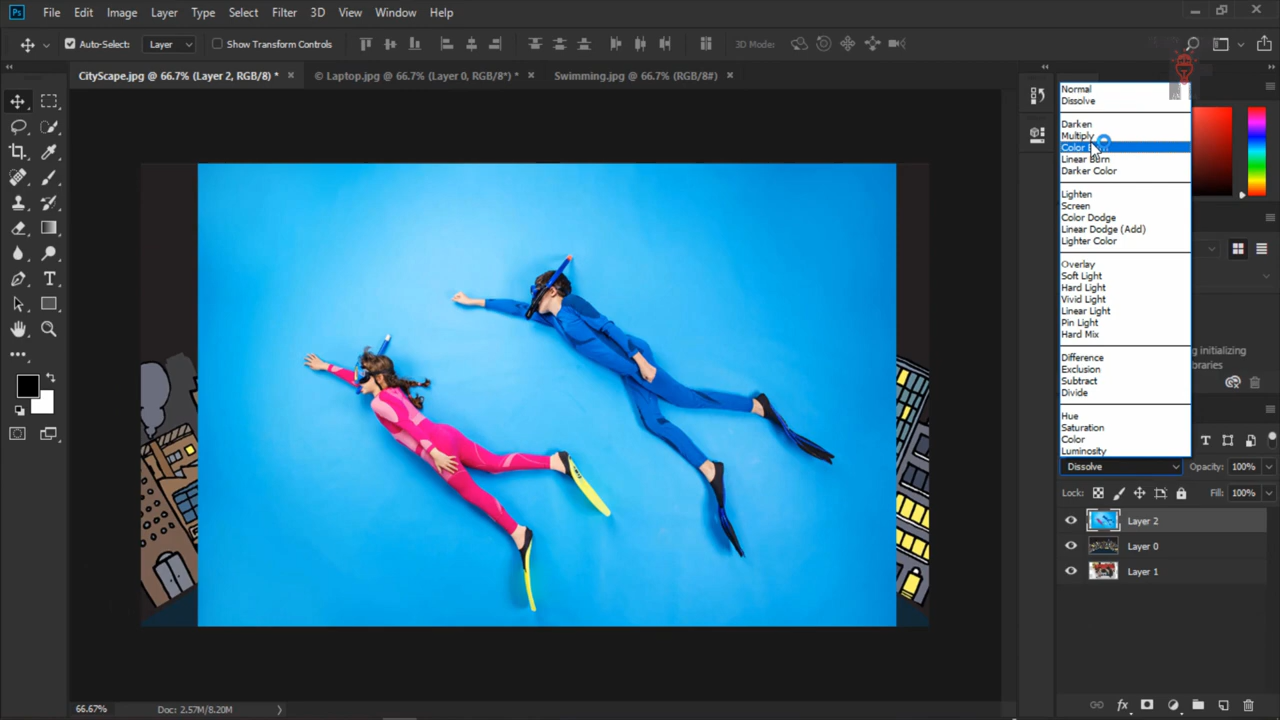 Ps File Edit Image Layer Type Select Filter 3D View Window Help
Auto-Select: Layer Show Transform Controls 3D Mode:
CityScape.jpg @ 66.7% (Layer 2, RGB/8) * × © Laptop.jpg @ 66.7% (Layer 0, RGB/8*) * × Swimming.jpg @ 66.7% (RGB/8#) ×
Normal
Dissolve
Darken
Multiply
Color Burn
Linear Burn
Darker Color
Lighten
Screen
Color Dodge
Linear Dodge (Add)
Lighter Color
Overlay
Soft Light
Hard Light
Vivid Light
Linear Light
Pin Light
Hard Mix
Difference
Exclusion
Subtract
Divide
Hue
Saturation
Color
Luminosity
initializing
libraries
Dissolve Opacity: 100%
Lock: Fill: 100%
Layer 2
Layer 0
Layer 1
66.67% Doc: 2.57M/8.20M